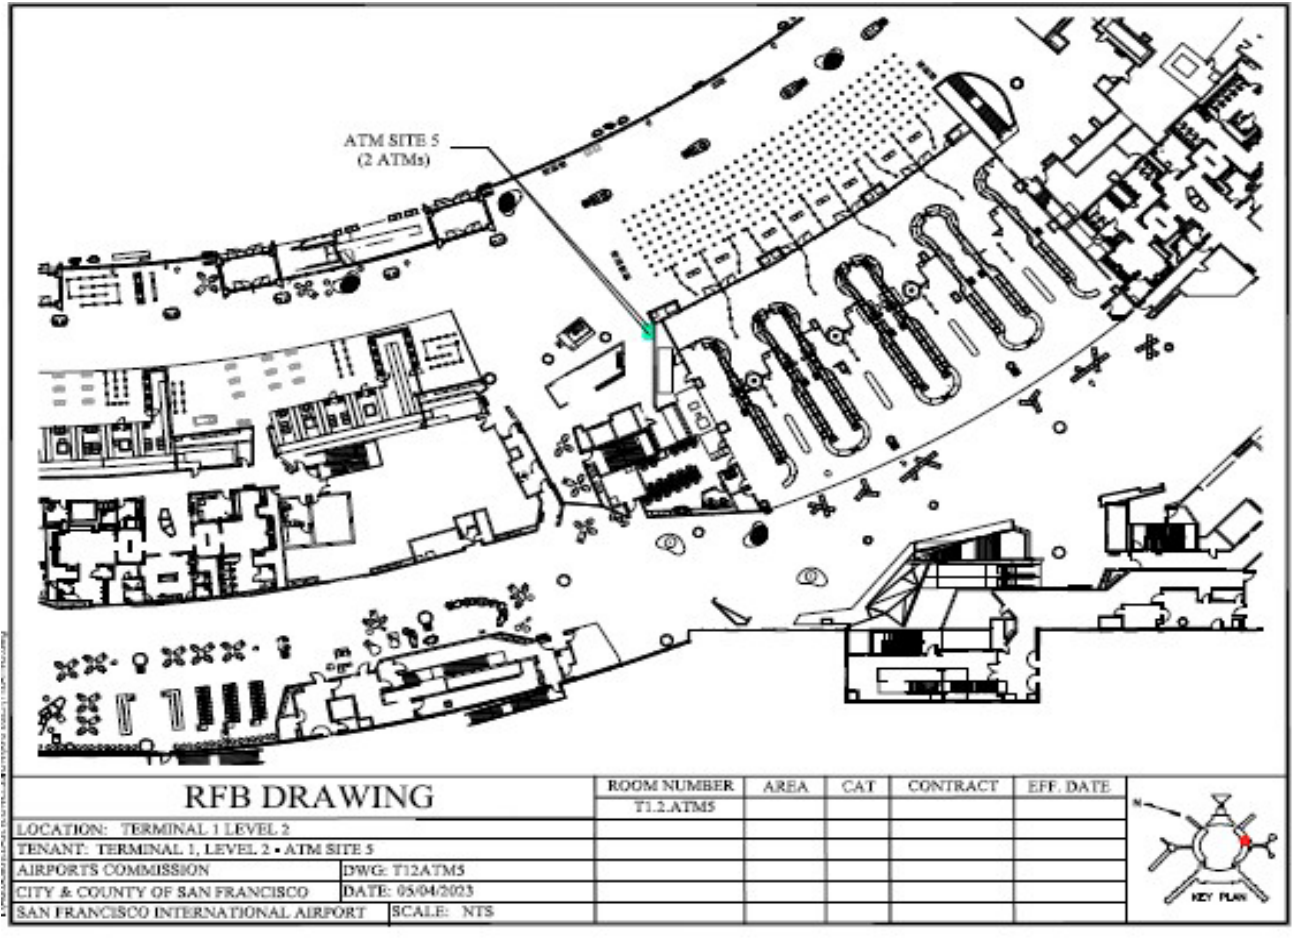 ATM SITE 5
(2 ATMs)
RFB DRAWING
ROOM NUMBER AREA CAT CONTRACT EFF. DATE
T1.2.ATM5
LOCATION: TERMINAL 1 LEVEL 2
TENANT: TERMINAL 1, LEVEL 2 • ATM SITE 5
AIRPORTS COMMISSION DWG: T12ATM5
CITY & COUNTY OF SAN FRANCISCO DATE: 05/04/2023
SAN FRANCISCO INTERNATIONAL AIRPORT SCALE: NTS
N
KEY PLAN